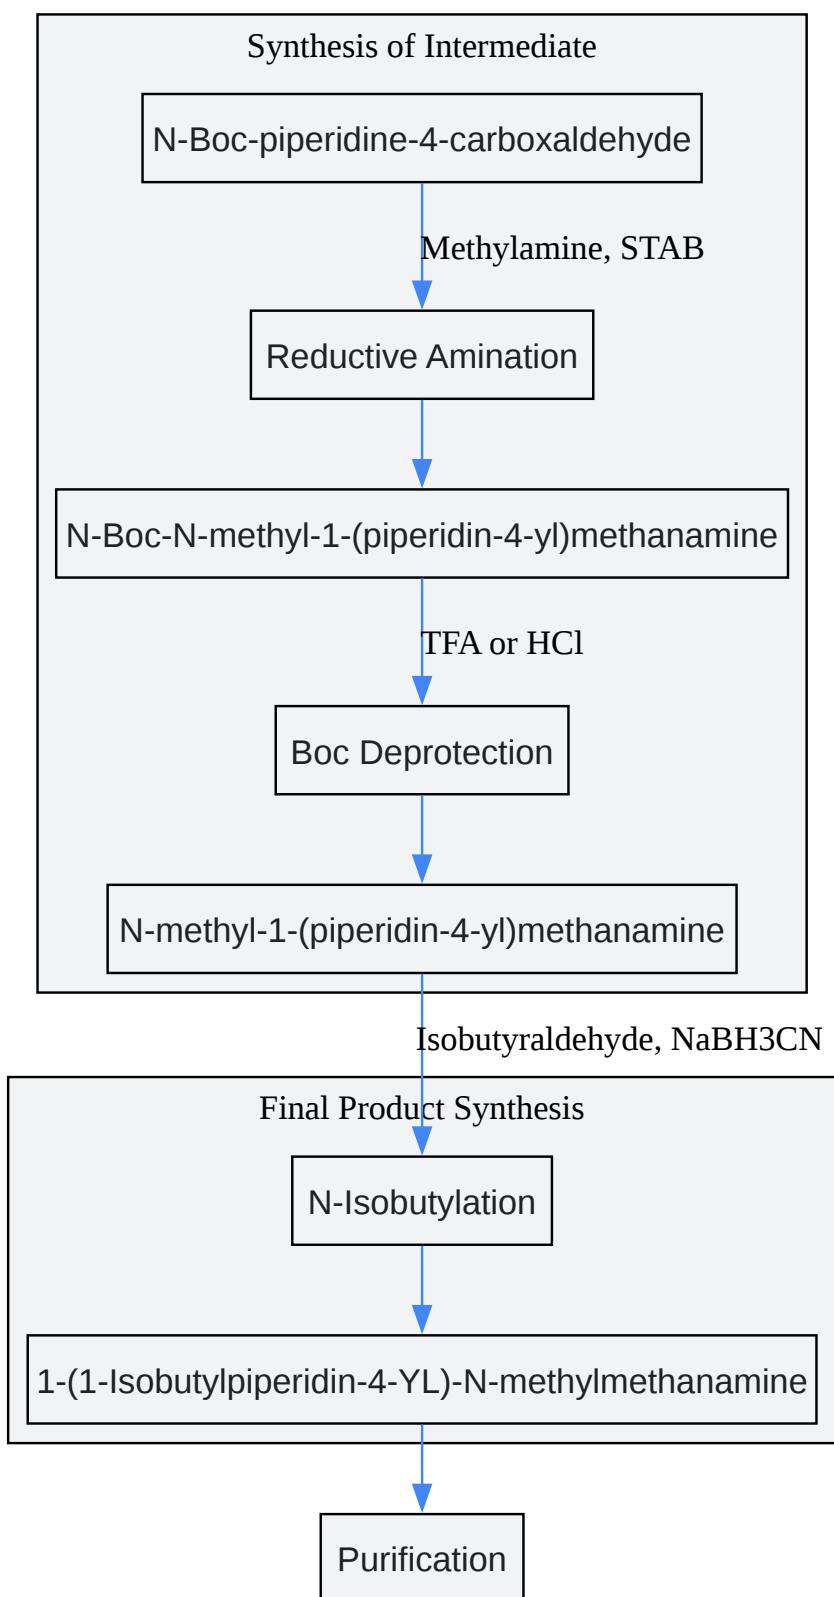 Synthesis of Intermediate
N-Boc-piperidine-4-carboxaldehyde
Methylamine, STAB
Reductive Amination
N-Boc-N-methyl-1-(piperidin-4-yl)methanamine
TFA or HCl
Boc Deprotection
N-methyl-1-(piperidin-4-yl)methanamine
Isobutyraldehyde, NaBH3CN
Final Product Synthesis
N-Isobutylation
1-(1-Isobutylpiperidin-4-YL)-N-methylmethanamine
Purification